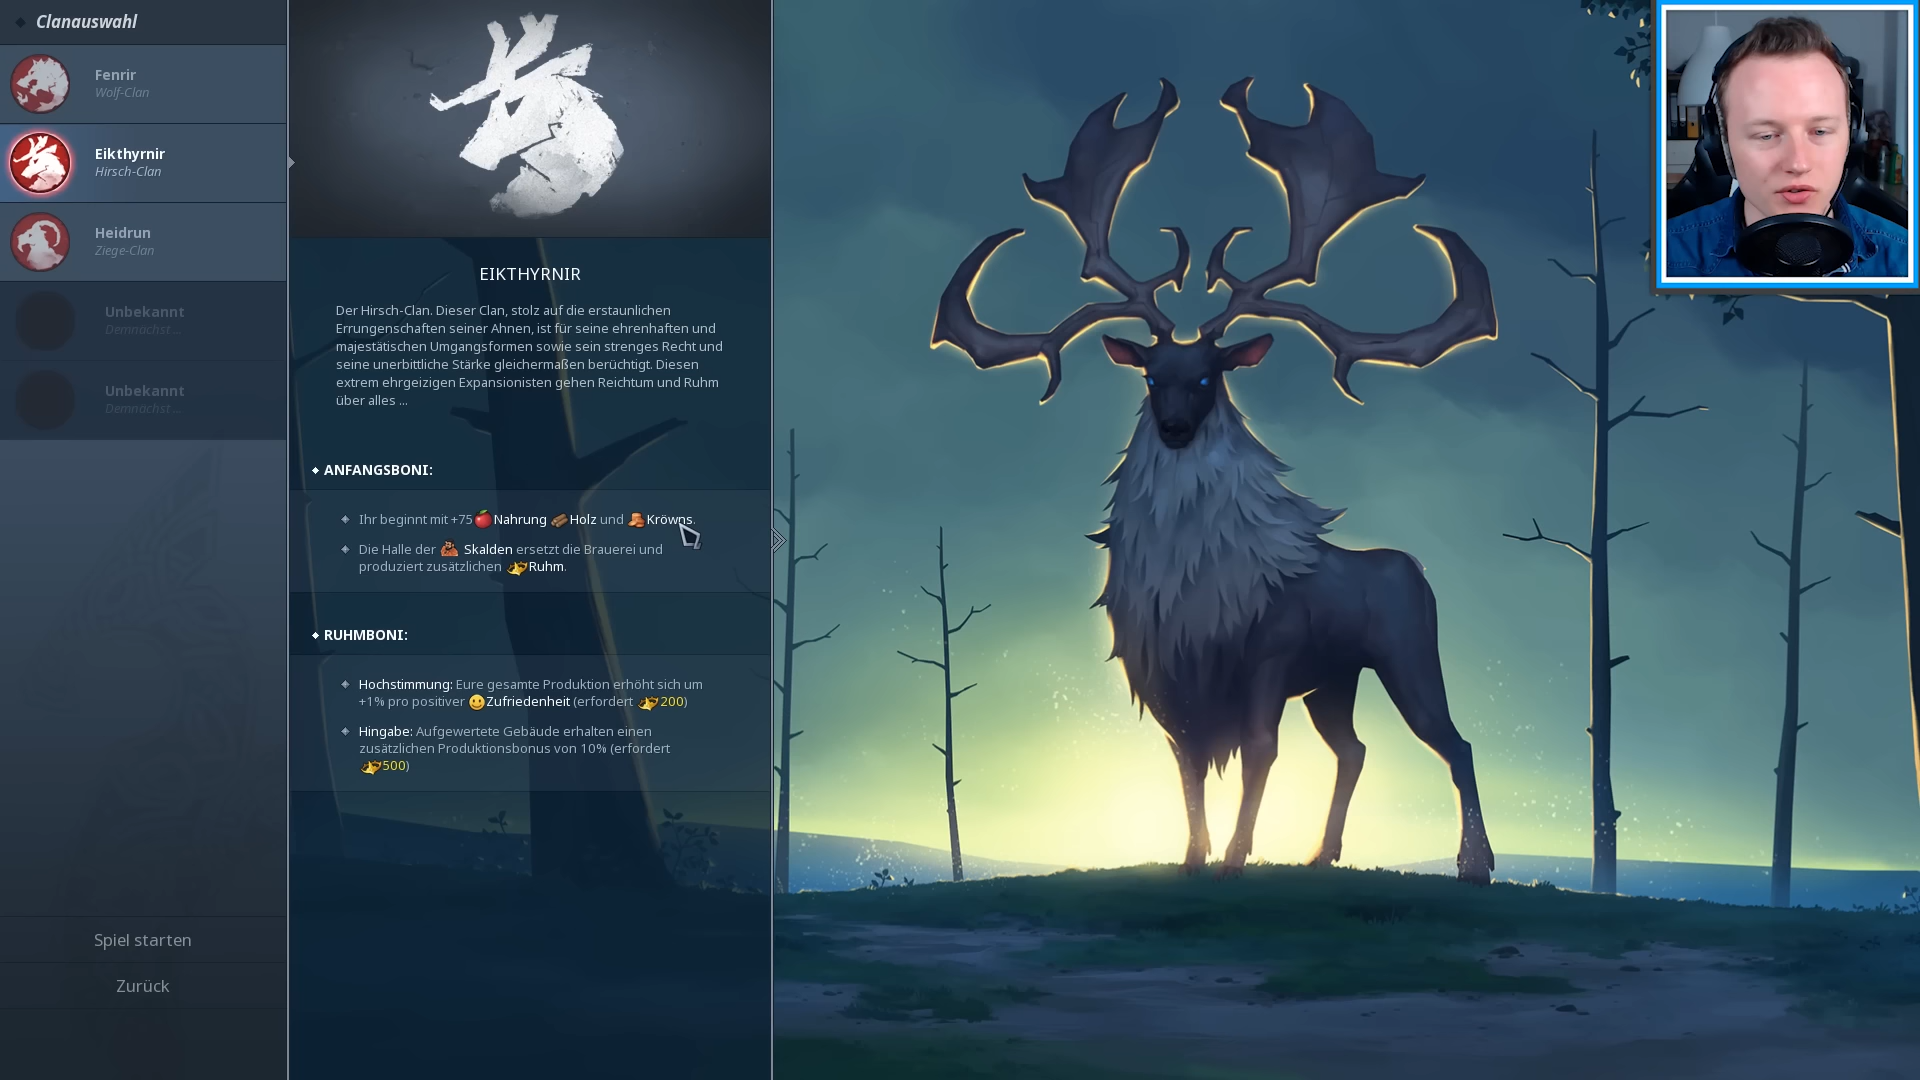 Clanauswahl
Fenrir
Wolf-Clan
Eikthyrnir
Hirsch-Clan
Heidrun
Ziege-Clan
Unbekannt
Demnächst ...
Unbekannt
Demnächst ...
Spiel starten
Zurück
EIKTHYRNIR
Der Hirsch-Clan. Dieser Clan, stolz auf die erstaunlichen
Errungenschaften seiner Ahnen, ist für seine ehrenhaften und
majestätischen Umgangsformen sowie sein strenges Recht und
seine unerbittliche Stärke gleichermaßen berüchtigt. Diesen
extrem ehrgeizigen Expansionisten gehen Reichtum und Ruhm
über alles ...
ANFANGSBONI:
Ihr beginnt mit +75 Nahrung Holz und Kröwns.
Die Halle der Skalden ersetzt die Brauerei und
produziert zusätzlichen Ruhm.
RUHMBONI:
Hochstimmung: Eure gesamte Produktion erhöht sich um
+1% pro positiver Zufriedenheit (erfordert 200)
Hingabe: Aufgewertete Gebäude erhalten einen
zusätzlichen Produktionsbonus von 10% (erfordert
500)